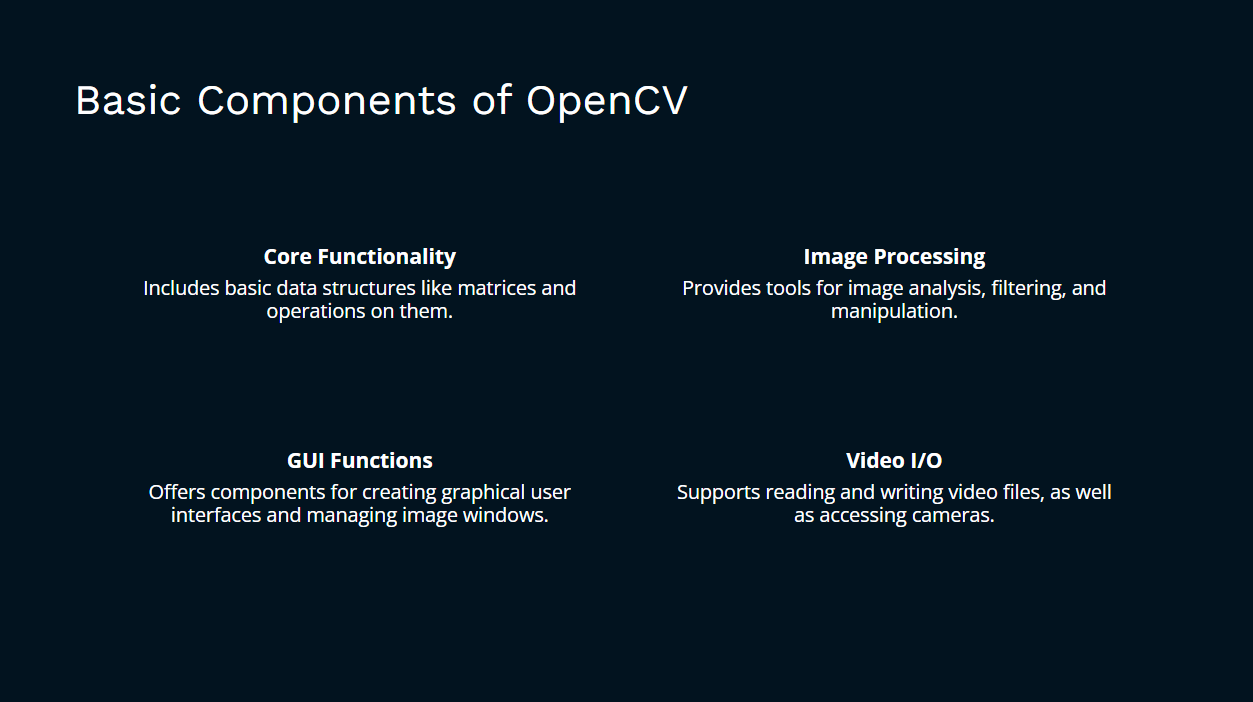 Basic Components of OpenCV
Core Functionality
Includes basic data structures like matrices and
operations on them.
Image Processing
Provides tools for image analysis, filtering, and
manipulation.
GUI Functions
Offers components for creating graphical user
interfaces and managing image windows.
Video I/O
Supports reading and writing video files, as well
as accessing cameras.